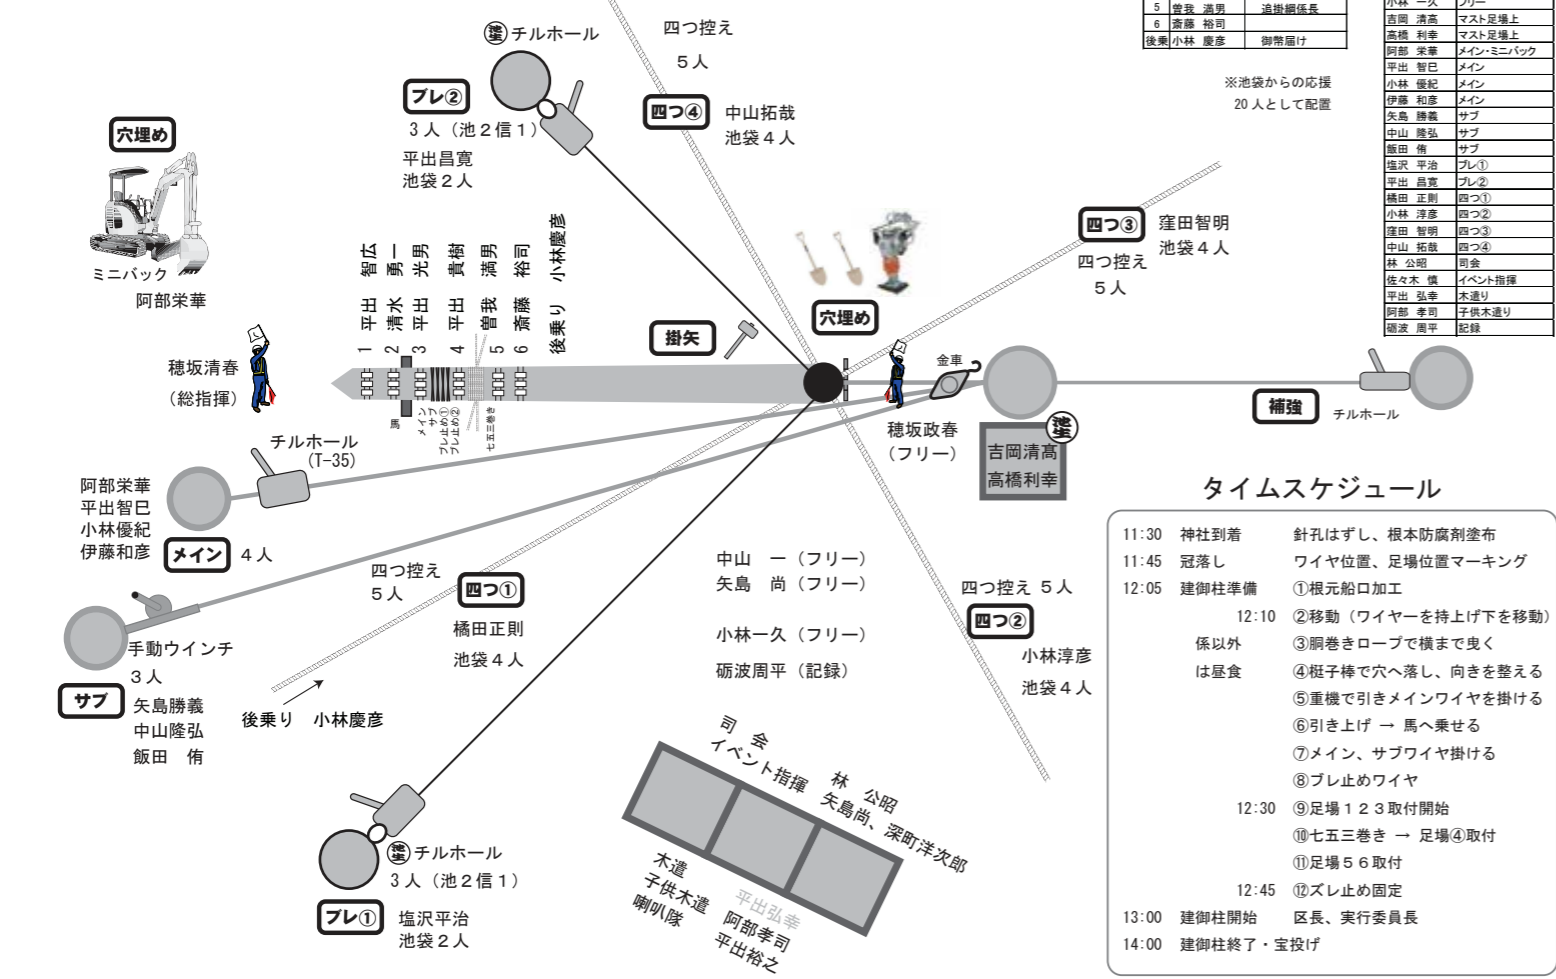 5 曽我 満男 追掛綱係長
6 斎藤 裕司
後乗 小林 慶彦 御幣届け
※池袋からの応援
20人として配置
小林 一久 フリー
吉岡 清高 マスト足場上
高橋 利幸 マスト足場上
阿部 栄華 メイン・ミニバック
平出 智巳 メイン
小林 優紀 メイン
伊藤 和彦 メイン
矢島 勝義 サブ
中山 隆弘 サブ
飯田 侑 サブ
塩沢 平治 ブレ①
平出 昌寛 ブレ②
橘田 正則 四つ①
小林 淳彦 四つ②
窪田 智明 四つ③
中山 拓哉 四つ④
林 公昭 司会
佐々木 慎 イベント指揮
平出 弘幸 木遣り
阿部 孝司 子供木遣り
砺波 周平 記録
チルホール
ブレ②
3人（池2信1）
平出昌寛
池袋2人
四つ控え
5人
四つ④
中山拓哉
池袋4人
四つ③
窪田智明
池袋4人
四つ控え
5人
穴埋め
ミニバック
阿部栄華
穂坂清春
（総指揮）
1 平出 智広
2 清水 勇一
3 平出 光男
4 平出 貴樹
5 曽我 満男
6 斎藤 裕司
後乗り 小林慶彦
馬
メイン
サブ
ブレ止め①
ブレ止め②
七五三巻き
掛矢
穴埋め
金車
穂坂政春
（フリー）
吉岡清髙
高橋利幸
補強
チルホール
チルホール
(T-35)
阿部栄華
平出智巳
小林優紀
伊藤和彦
メイン 4人
手動ウインチ
3人
サブ
矢島勝義
中山隆弘
飯田 侑
四つ控え
5人
四つ①
橘田正則
池袋4人
後乗り 小林慶彦
中山 一（フリー）
矢島 尚（フリー）
小林一久（フリー）
砺波周平（記録）
四つ控え 5人
四つ②
小林淳彦
池袋4人
チルホール
3人（池2信1）
ブレ①
塩沢平治
池袋2人
司 会 林 公昭
イベント指揮 矢島尚、深町洋次郎
木遣 平出弘幸
子供木遣 阿部孝司
喇叭隊 平出裕之
タイムスケジュール
11:30 神社到着 針孔はずし、根本防腐剤塗布
11:45 冠落し ワイヤ位置、足場位置マーキング
12:05 建御柱準備 ①根元船口加工
12:10 ②移動（ワイヤーを持上げ下を移動）
係以外 ③胴巻きロープで横まで曳く
は昼食 ④梃子棒で穴へ落し、向きを整える
⑤重機で引きメインワイヤを掛ける
⑥引き上げ → 馬へ乗せる
⑦メイン、サブワイヤ掛ける
⑧ブレ止めワイヤ
12:30 ⑨足場123取付開始
⑩七五三巻き → 足場④取付
⑪足場56取付
12:45 ⑫ズレ止め固定
13:00 建御柱開始 区長、実行委員長
14:00 建御柱終了・宝投げ